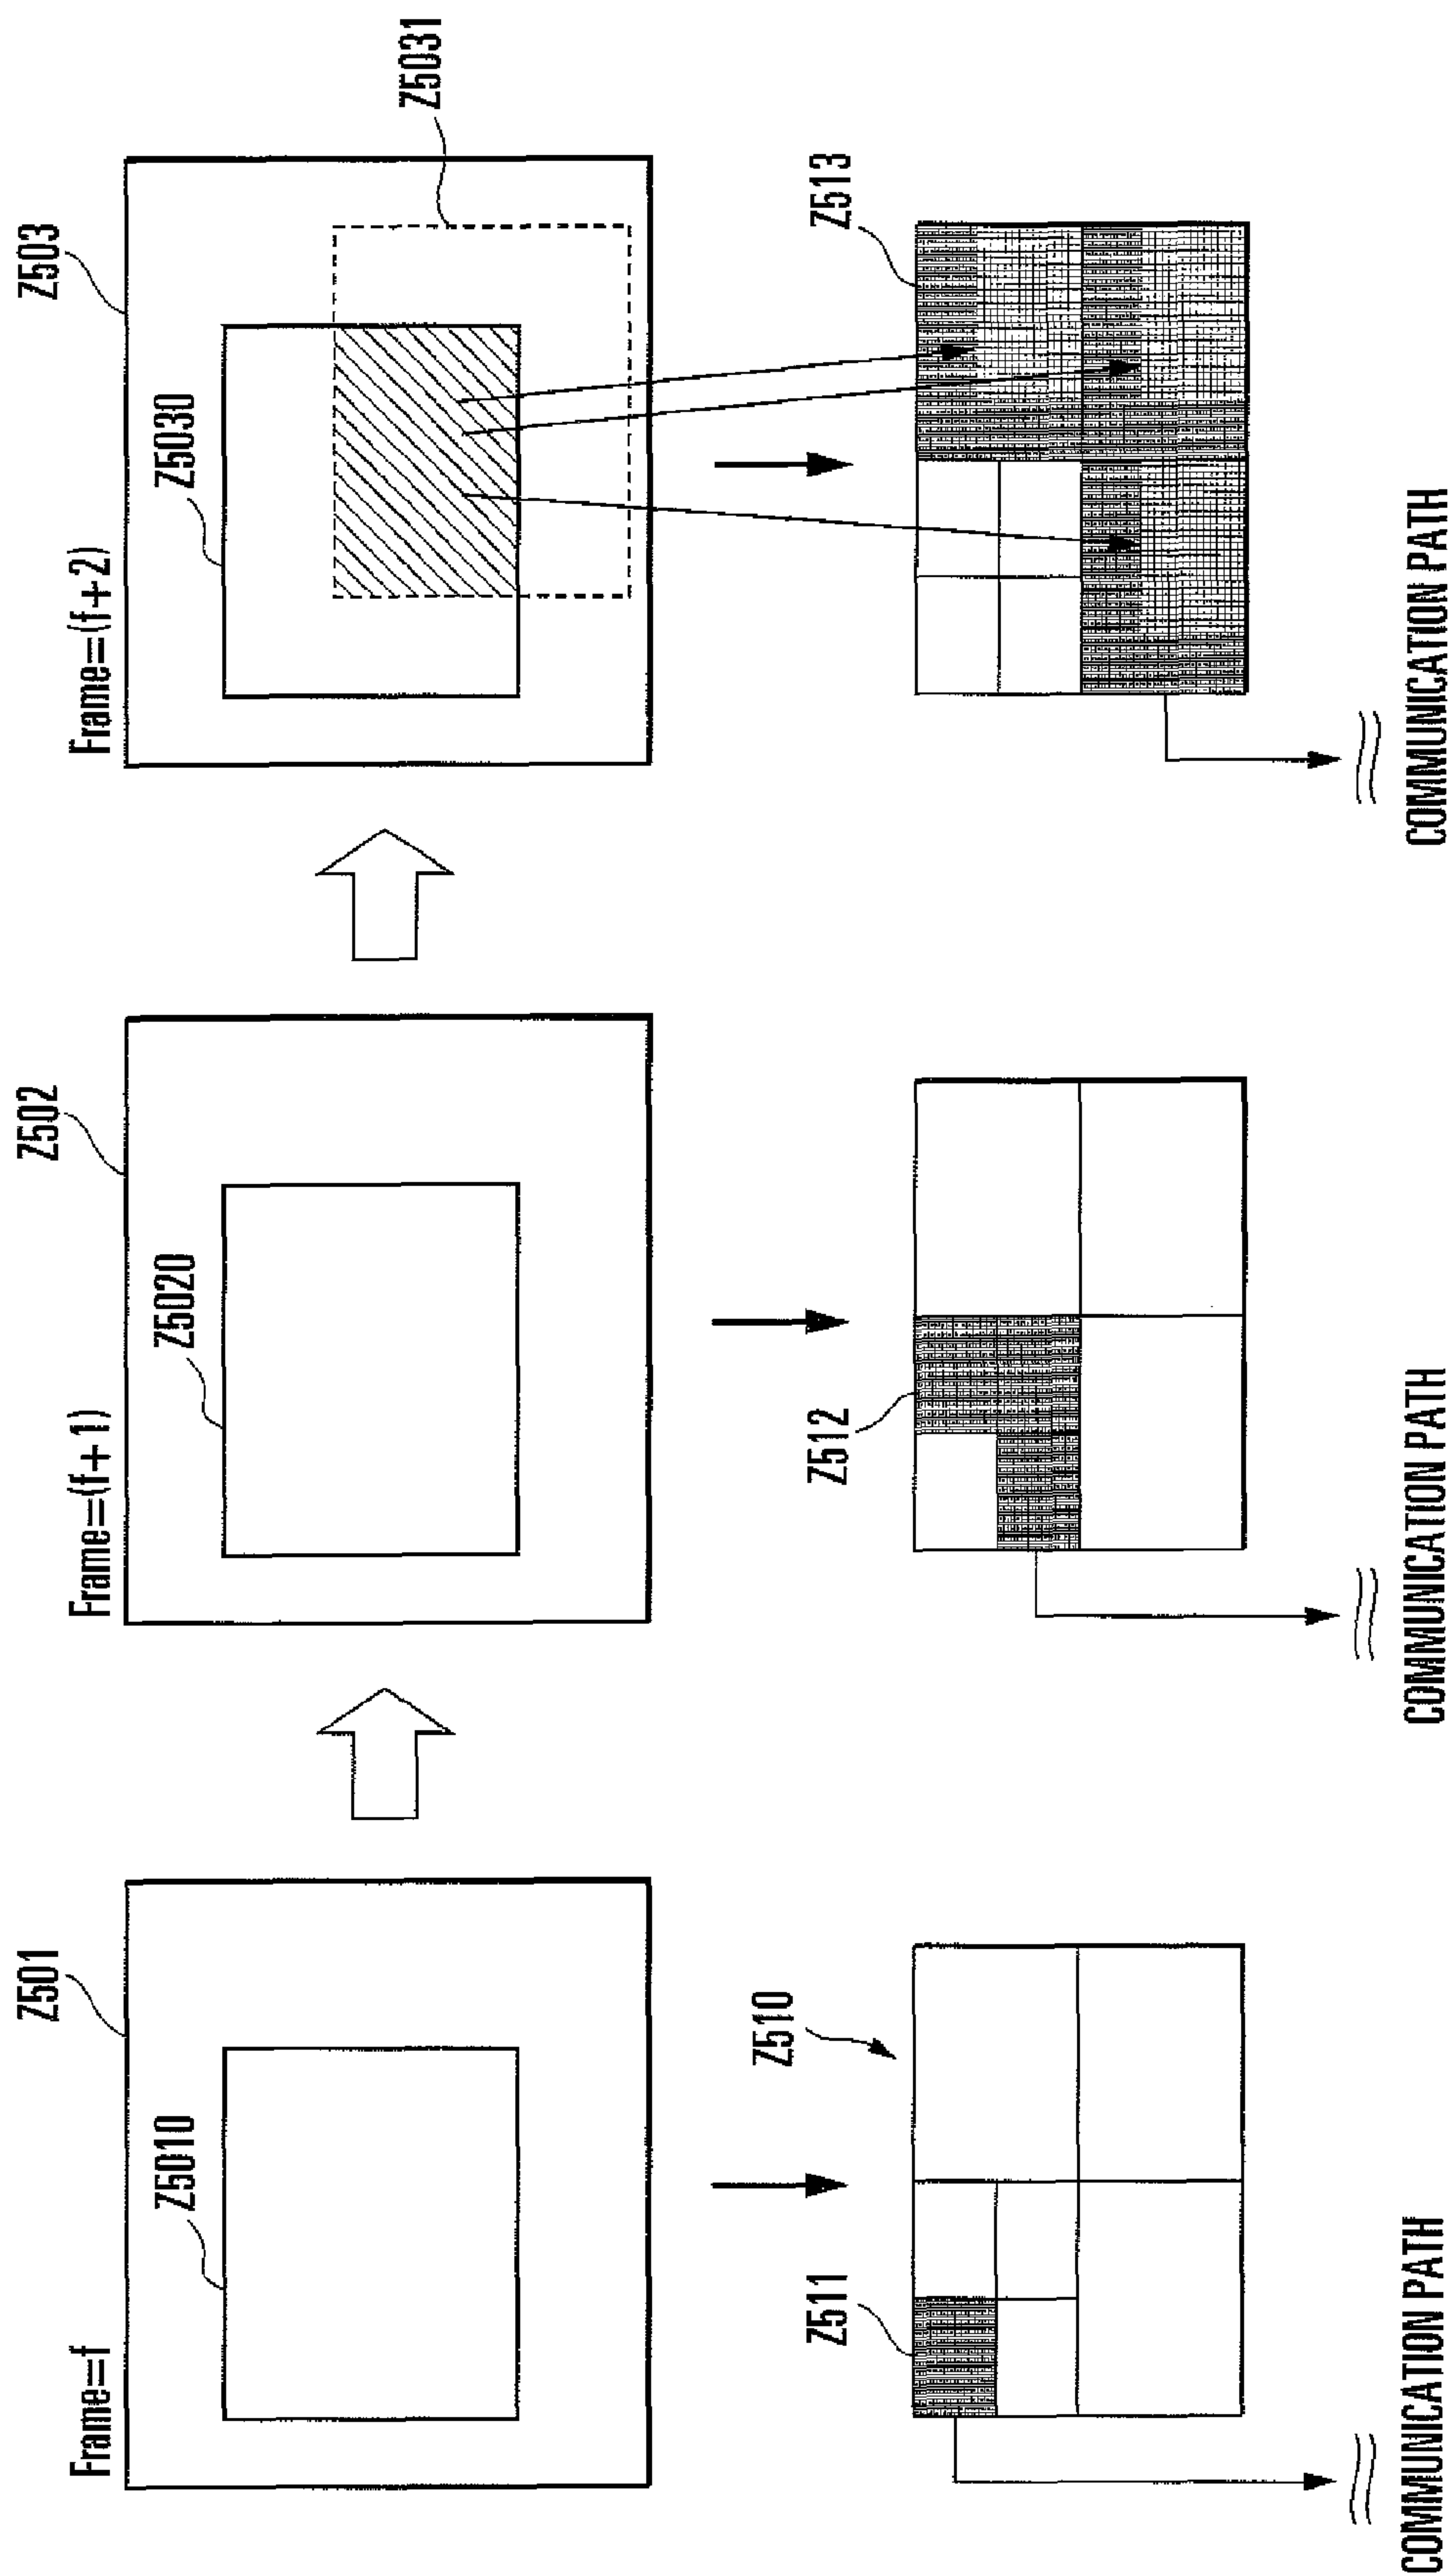 Frame=f
Z501
Z5010
Z510
Z511
COMMUNICATION PATH
Frame=(f+1)
Z502
Z5020
Z512
COMMUNICATION PATH
Frame=(f+2)
Z503
Z5030
Z5031
Z513
COMMUNICATION PATH